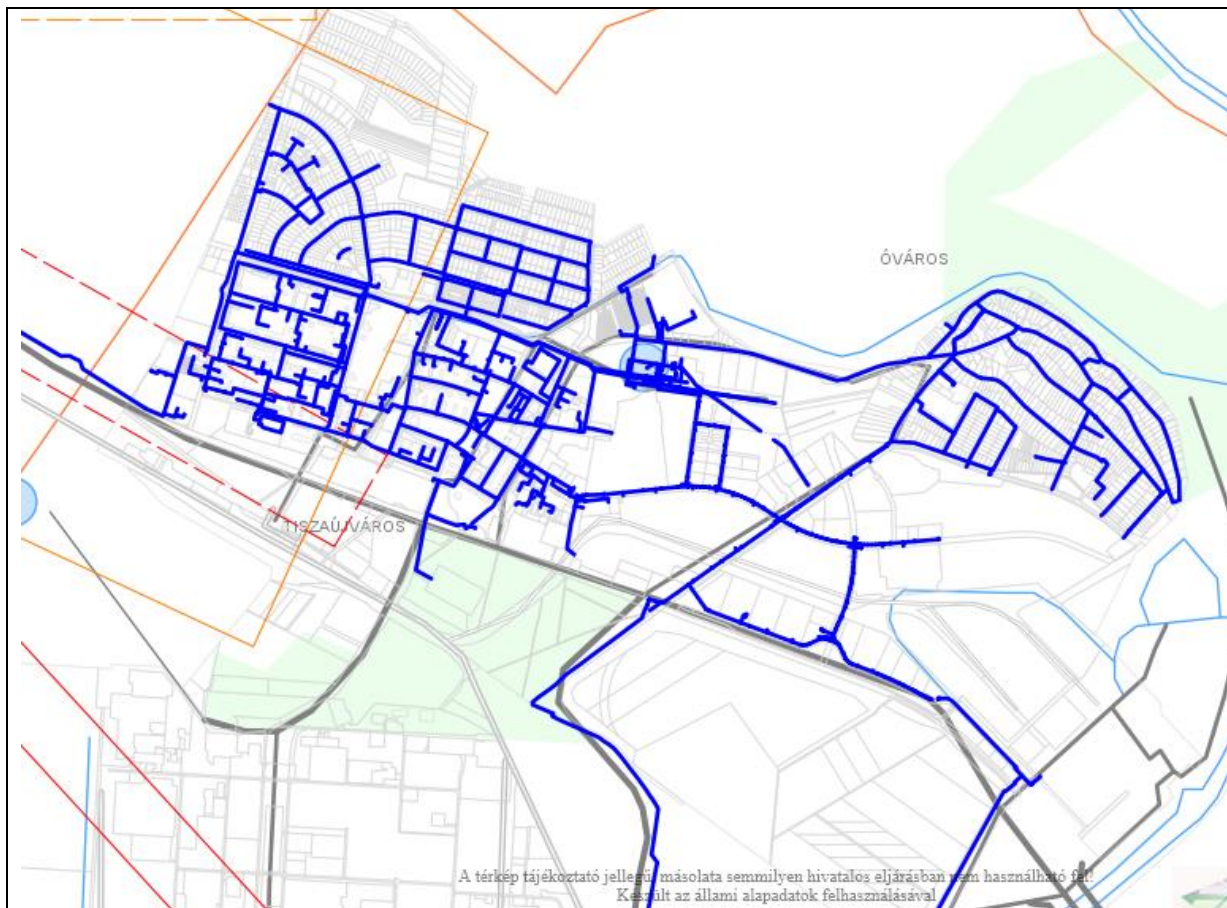 ÓVÁROS
TISZAÚJVÁROS
A térkép tájékoztató jellegű, másolata semmilyen hivatalos eljárásban nem használható fel!
Készült az állami alapadatok felhasználásával